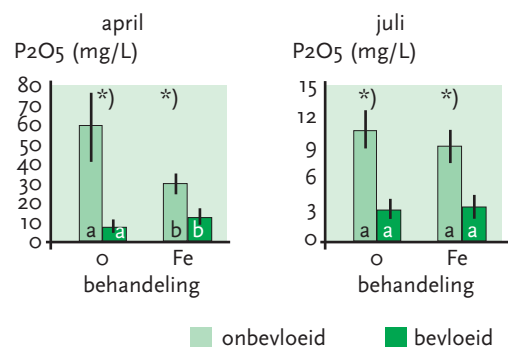 april
P2O5 (mg/L)
80
70
60
50
40
30
20
10
0
*) *)
a a b b
0 Fe
behandeling
juli
P2O5 (mg/L)
15
12
9
6
3
0
*) *)
a a a a
0 Fe
behandeling
onbevloeid bevloeid